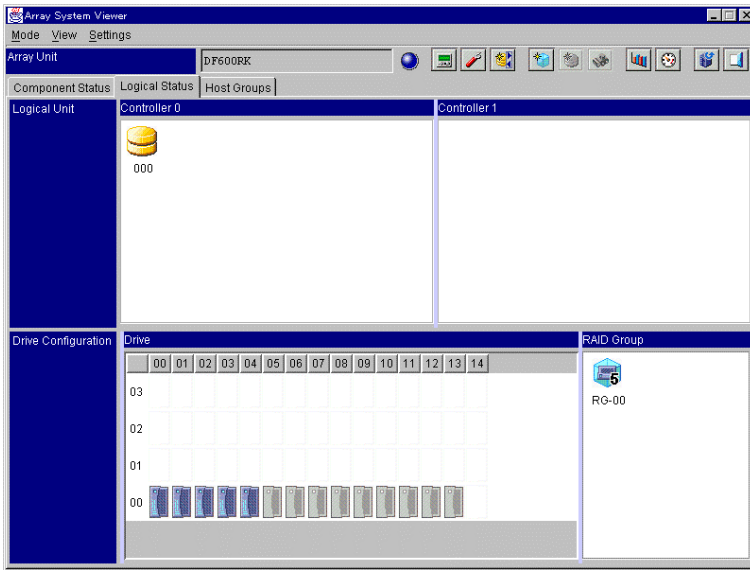 Array System Viewer
Mode View Settings
Array Unit DF600RK
Component Status Logical Status Host Groups
Logical Unit Controller 0 Controller 1
000
Drive Configuration Drive RAID Group
00 01 02 03 04 05 06 07 08 09 10 11 12 13 14
03
5
RG-00
02
01
00